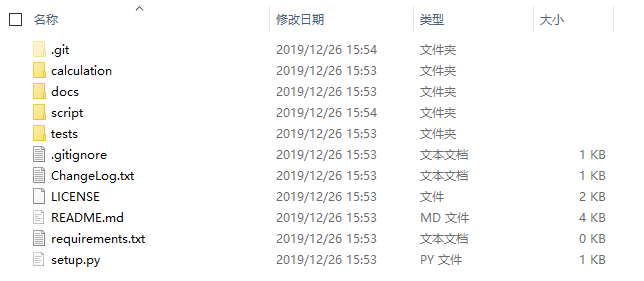 名称 修改日期 类型 大小
.git 2019/12/26 15:54 文件夹
calculation 2019/12/26 15:53 文件夹
docs 2019/12/26 15:53 文件夹
script 2019/12/26 15:54 文件夹
tests 2019/12/26 15:53 文件夹
.gitignore 2019/12/26 15:53 文本文档 1 KB
ChangeLog.txt 2019/12/26 15:53 文本文档 1 KB
LICENSE 2019/12/26 15:53 文件 2 KB
README.md 2019/12/26 15:53 MD 文件 4 KB
requirements.txt 2019/12/26 15:53 文本文档 0 KB
setup.py 2019/12/26 15:53 PY 文件 1 KB